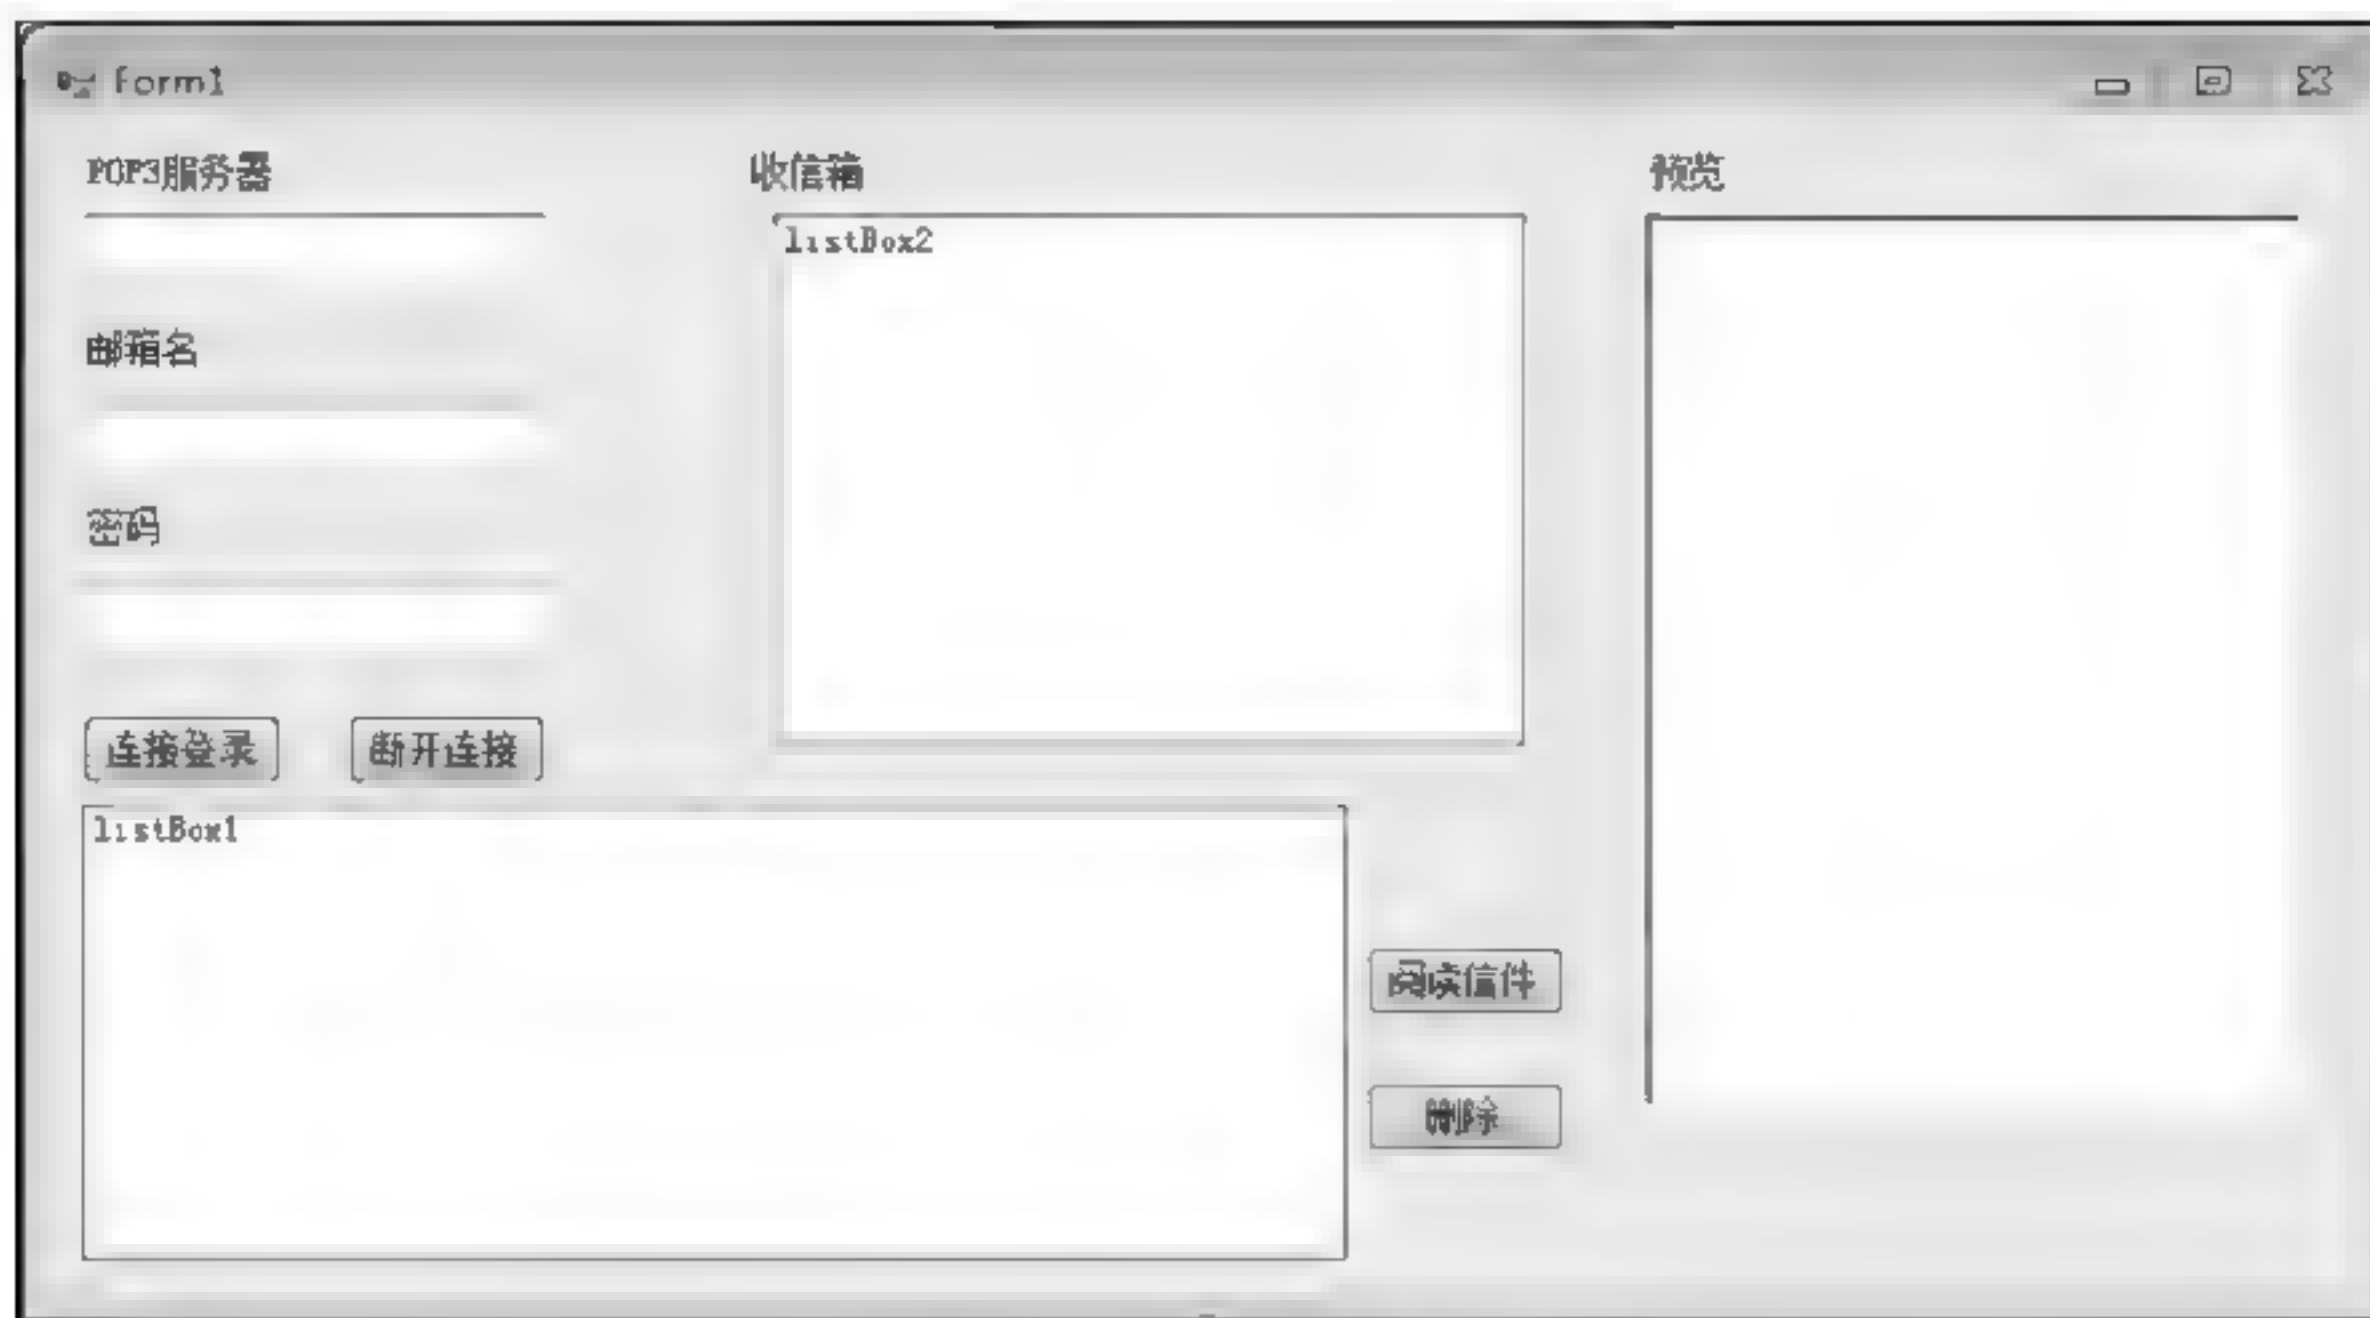 form1
POP3服务器
收信箱
预览
listBox2
邮箱名
密码
连接登录
断开连接
listBox1
阅读信件
删除